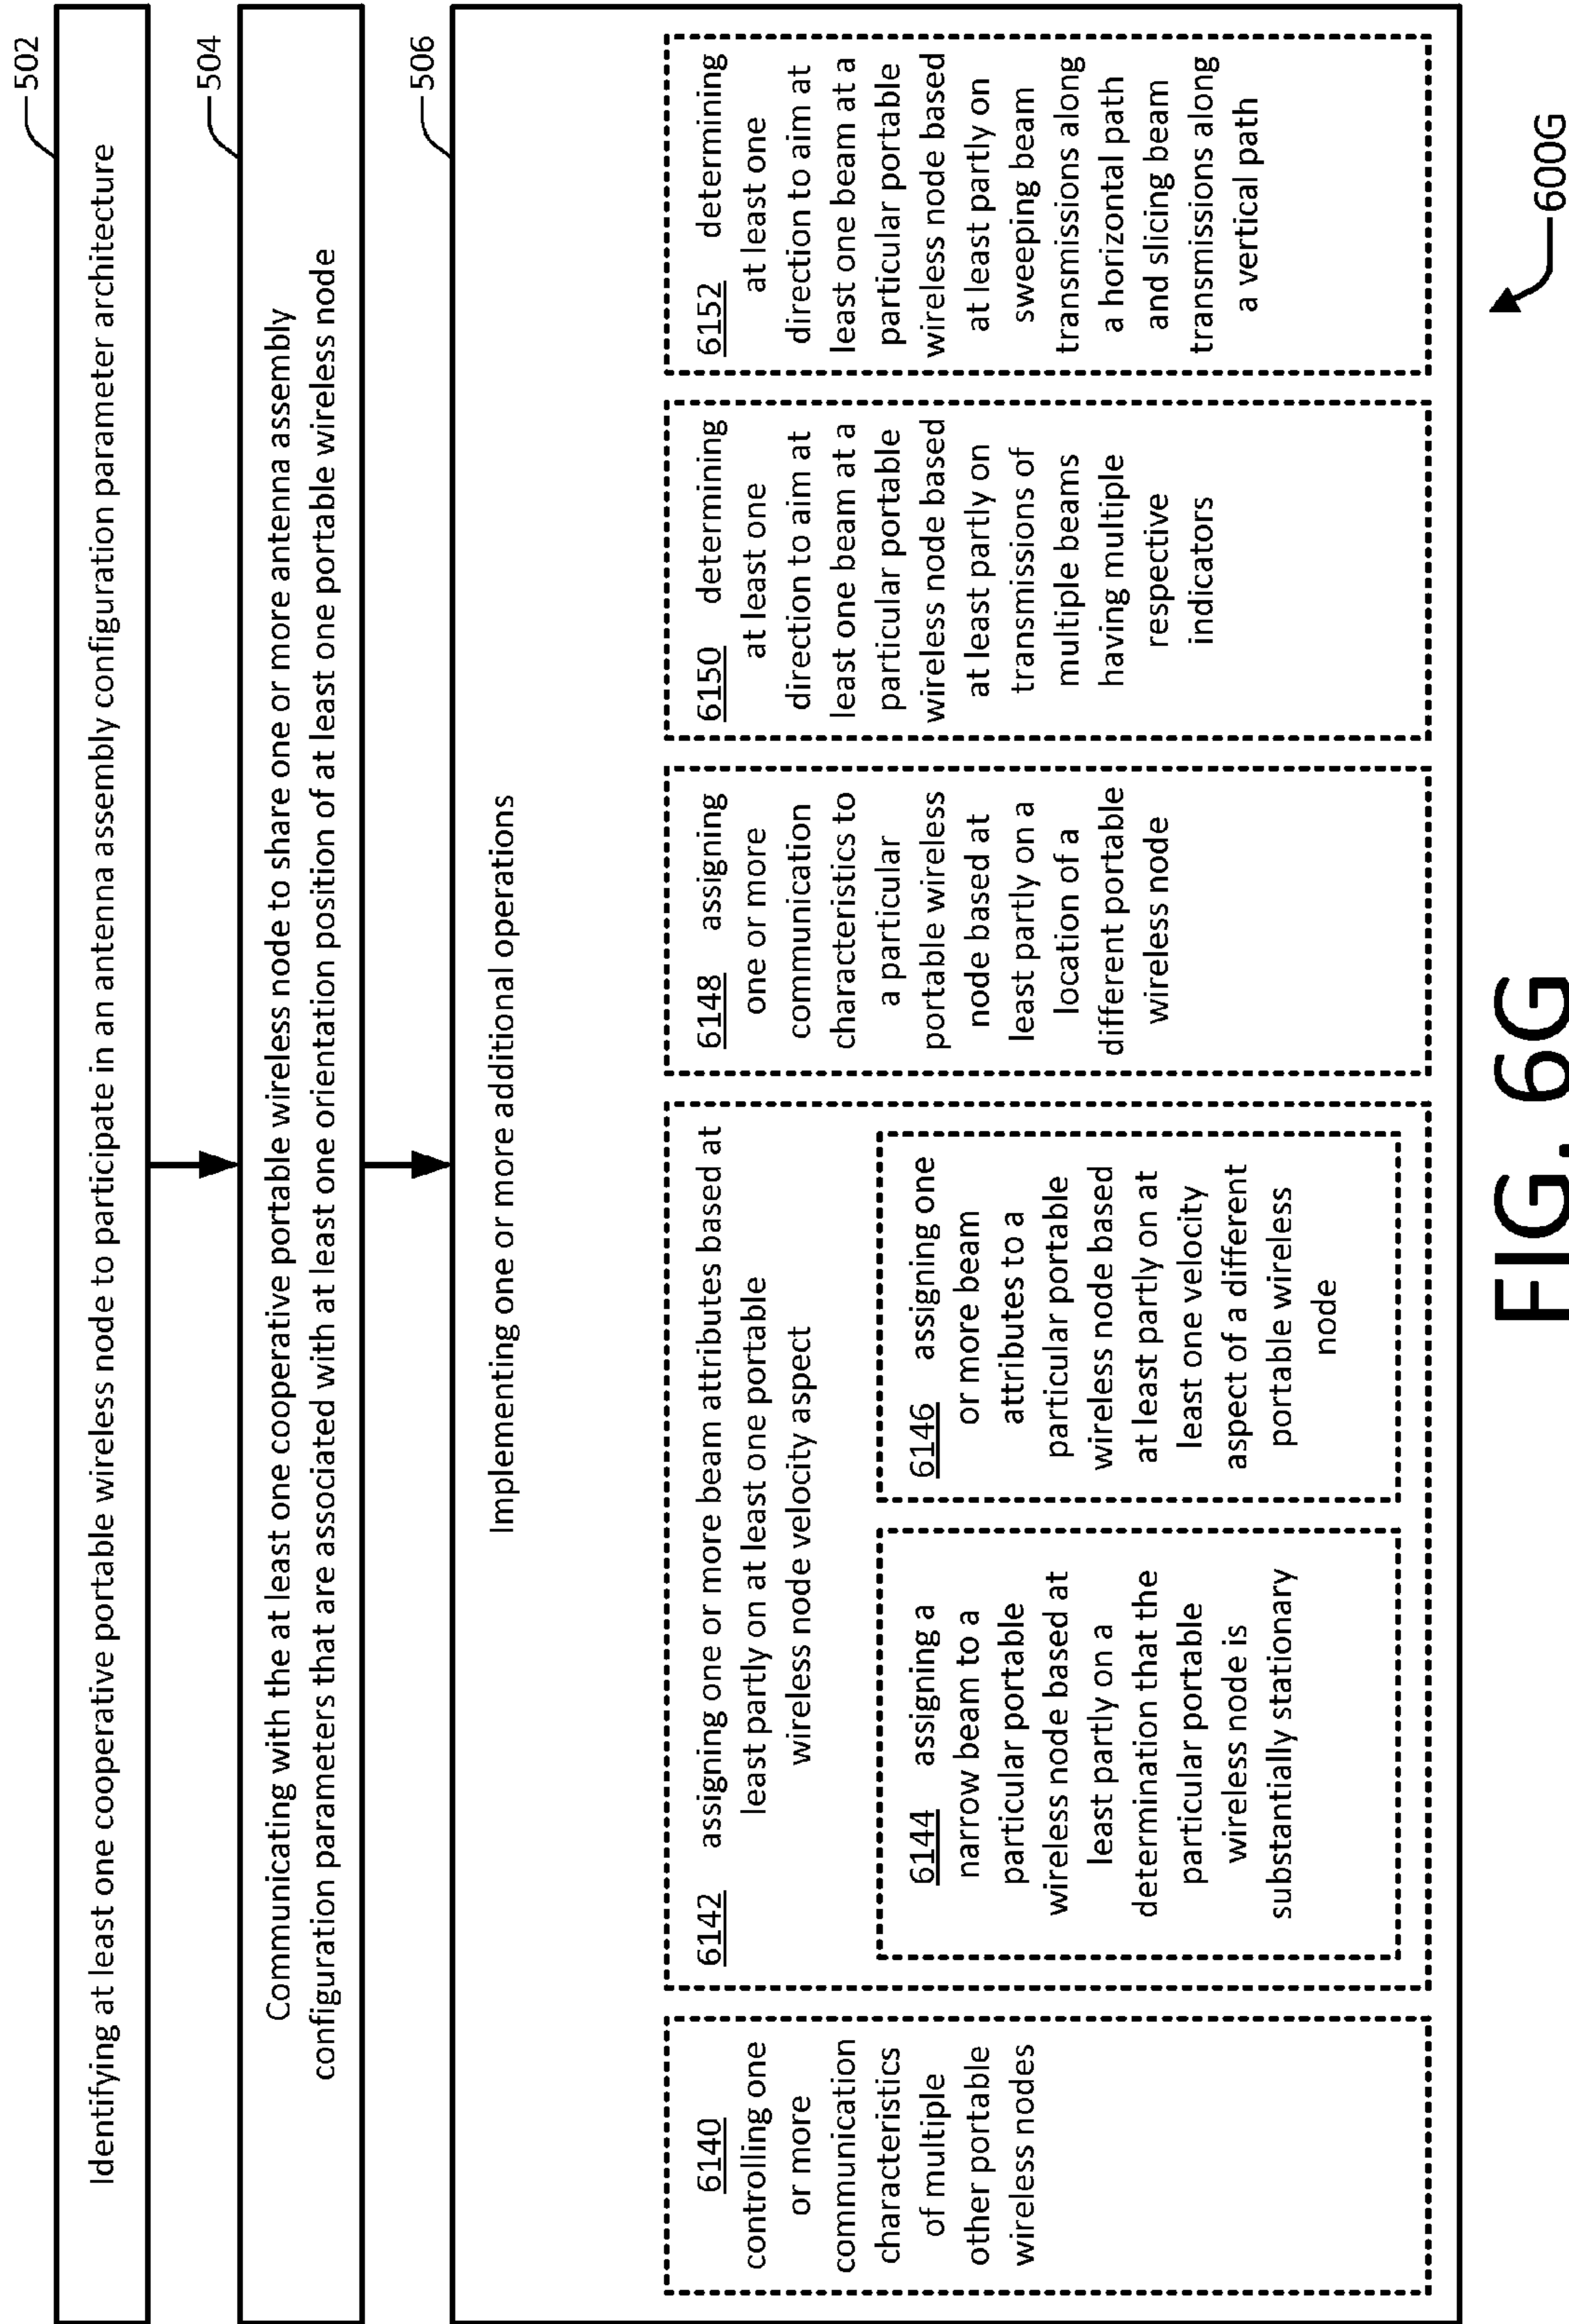 502
Identifying at least one cooperative portable wireless node to participate in an antenna assembly configuration parameter architecture
504
Communicating with the at least one cooperative portable wireless node to share one or more antenna assembly
configuration parameters that are associated with at least one orientation position of at least one portable wireless node
506
Implementing one or more additional operations
6140
controlling one
or more
communication
characteristics
of multiple
other portable
wireless nodes
6142 assigning one or more beam attributes based at
least partly on at least one portable
wireless node velocity aspect
6144 assigning a
narrow beam to a
particular portable
wireless node based at
least partly on a
determination that the
particular portable
wireless node is
substantially stationary
6146 assigning one
or more beam
attributes to a
particular portable
wireless node based
at least partly on at
least one velocity
aspect of a different
portable wireless
node
6148 assigning
one or more
communication
characteristics to
a particular
portable wireless
node based at
least partly on a
location of a
different portable
wireless node
6150 determining
at least one
direction to aim at
least one beam at a
particular portable
wireless node based
at least partly on
transmissions of
multiple beams
having multiple
respective
indicators
6152 determining
at least one
direction to aim at
least one beam at a
particular portable
wireless node based
at least partly on
sweeping beam
transmissions along
a horizontal path
and slicing beam
transmissions along
a vertical path
600G
FIG. 6G